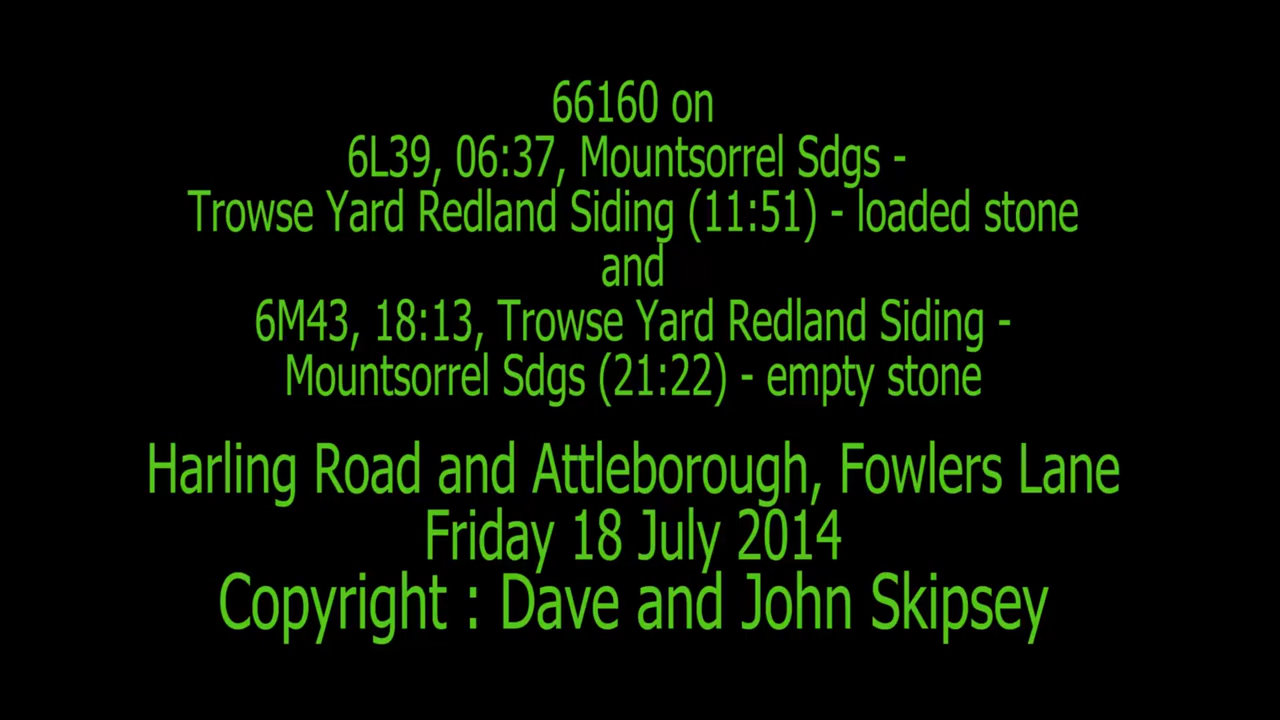 66160 on
6L39, 06:37, Mountsorrel Sdgs -
Trowse Yard Redland Siding (11:51) - loaded stone
and
6M43, 18:13, Trowse Yard Redland Siding -
Mountsorrel Sdgs (21:22) - empty stone
Harling Road and Attleborough, Fowlers Lane
Friday 18 July 2014
Copyright : Dave and John Skipsey